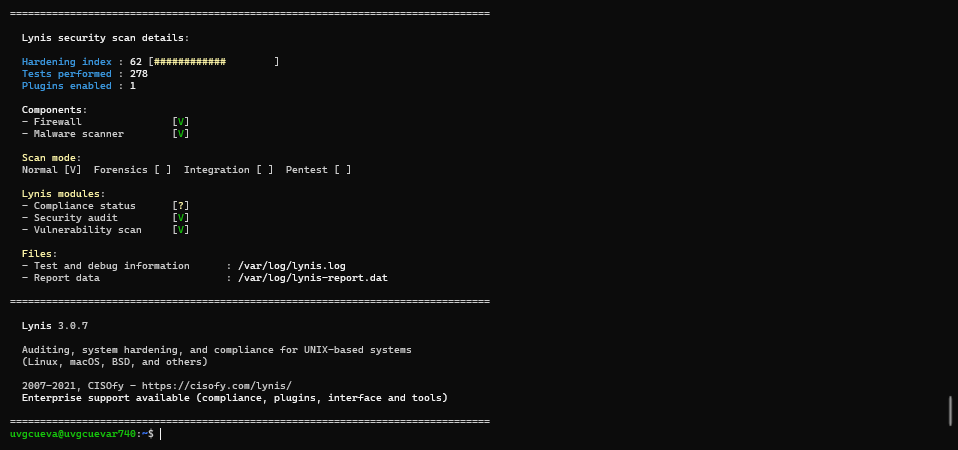 ================================================================================
Lynis security scan details:
Hardening index : 62 [############        ]
Tests performed : 278
Plugins enabled : 1
Components:
- Firewall               [V]
- Malware scanner        [V]
Scan mode:
Normal [V]  Forensics [ ]  Integration [ ]  Pentest [ ]
Lynis modules:
- Compliance status      [?]
- Security audit         [V]
- Vulnerability scan     [V]
Files:
- Test and debug information      : /var/log/lynis.log
- Report data                     : /var/log/lynis-report.dat
================================================================================
Lynis 3.0.7
Auditing, system hardening, and compliance for UNIX-based systems
(Linux, macOS, BSD, and others)
2007-2021, CISOfy - https://cisofy.com/lynis/
Enterprise support available (compliance, plugins, interface and tools)
================================================================================
uvgcueva@uvgcuevar740:~$